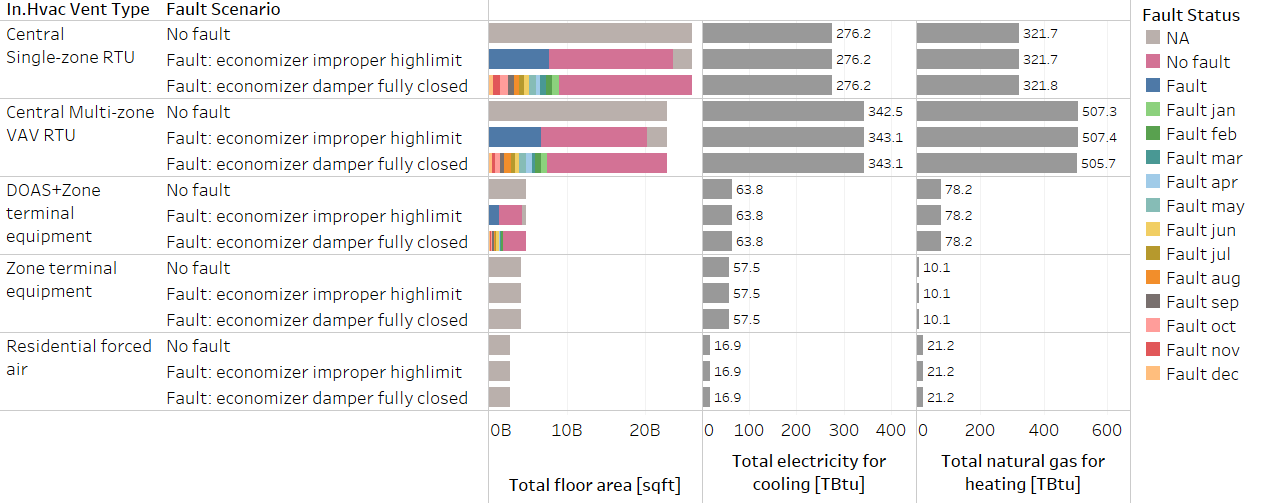 In.Hvac Vent Type Fault Scenario
Central Single-zone RTU
No fault 276.2 321.7
Fault: economizer improper highlimit 276.2 321.7
Fault: economizer damper fully closed 276.2 321.8
Central Multi-zone VAV RTU
No fault 342.5 507.3
Fault: economizer improper highlimit 343.1 507.4
Fault: economizer damper fully closed 343.1 505.7
DOAS+Zone terminal equipment
No fault 63.8 78.2
Fault: economizer improper highlimit 63.8 78.2
Fault: economizer damper fully closed 63.8 78.2
Zone terminal equipment
No fault 57.5 10.1
Fault: economizer improper highlimit 57.5 10.1
Fault: economizer damper fully closed 57.5 10.1
Residential forced air
No fault 16.9 21.2
Fault: economizer improper highlimit 16.9 21.2
Fault: economizer damper fully closed 16.9 21.2
0B 10B 20B
Total floor area [sqft]
0 100 200 300 400
Total electricity for
cooling [TBtu]
0 200 400 600
Total natural gas for
heating [TBtu]
Fault Status
NA
No fault
Fault
Fault jan
Fault feb
Fault mar
Fault apr
Fault may
Fault jun
Fault jul
Fault aug
Fault sep
Fault oct
Fault nov
Fault dec